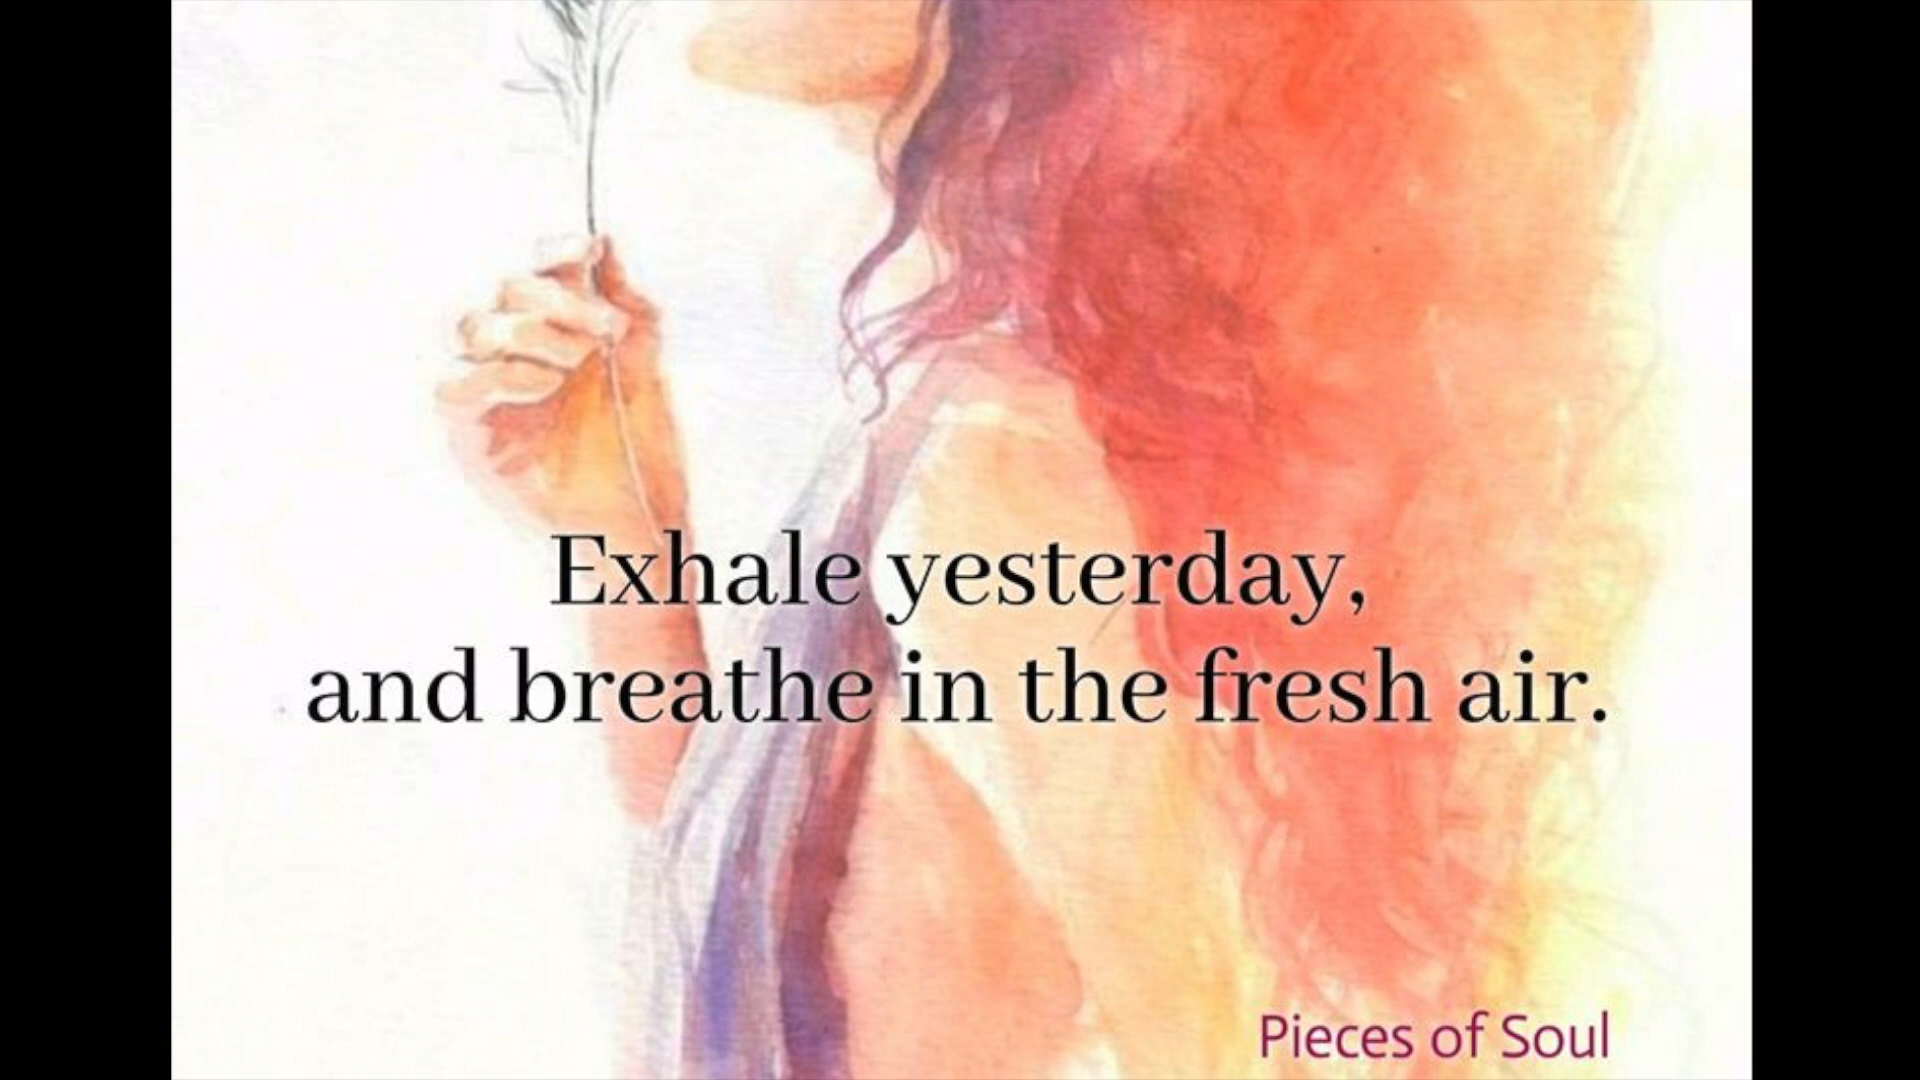 Exhale yesterday,
and breathe in the fresh air.
Pieces of Soul